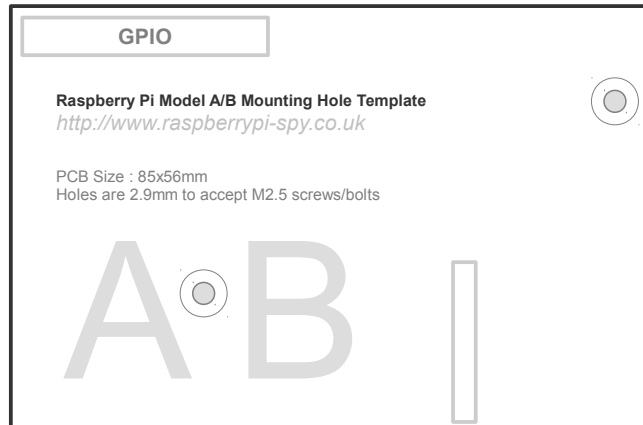 GPIO
Raspberry Pi Model A/B Mounting Hole Template
http://www.raspberrypi-spy.co.uk
PCB Size : 85x56mm
Holes are 2.9mm to accept M2.5 screws/bolts
A B